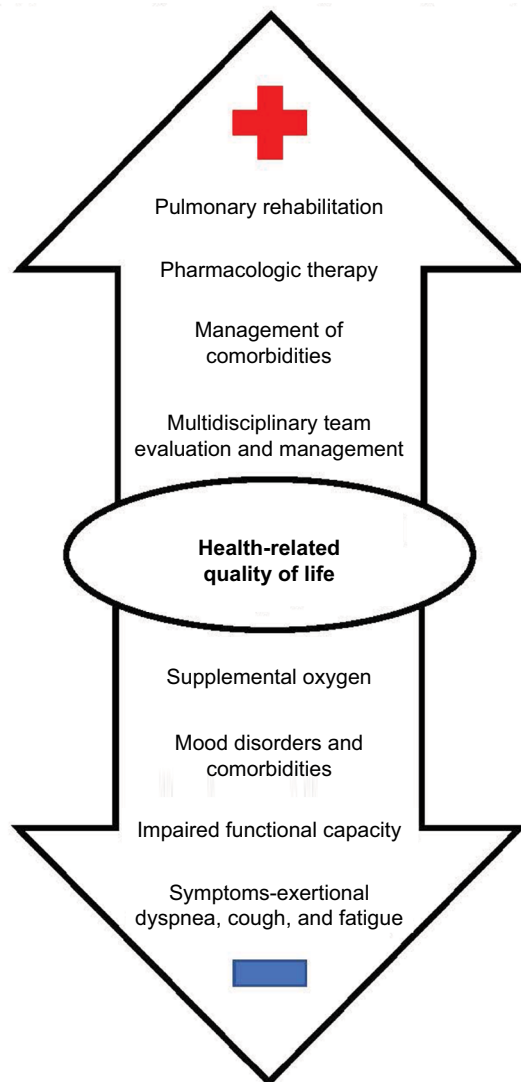 Pulmonary rehabilitation
Pharmacologic therapy
Management of
comorbidities
Multidisciplinary team
evaluation and management
Health-related
quality of life
Supplemental oxygen
Mood disorders and
comorbidities
Impaired functional capacity
Symptoms-exertional
dyspnea, cough, and fatigue